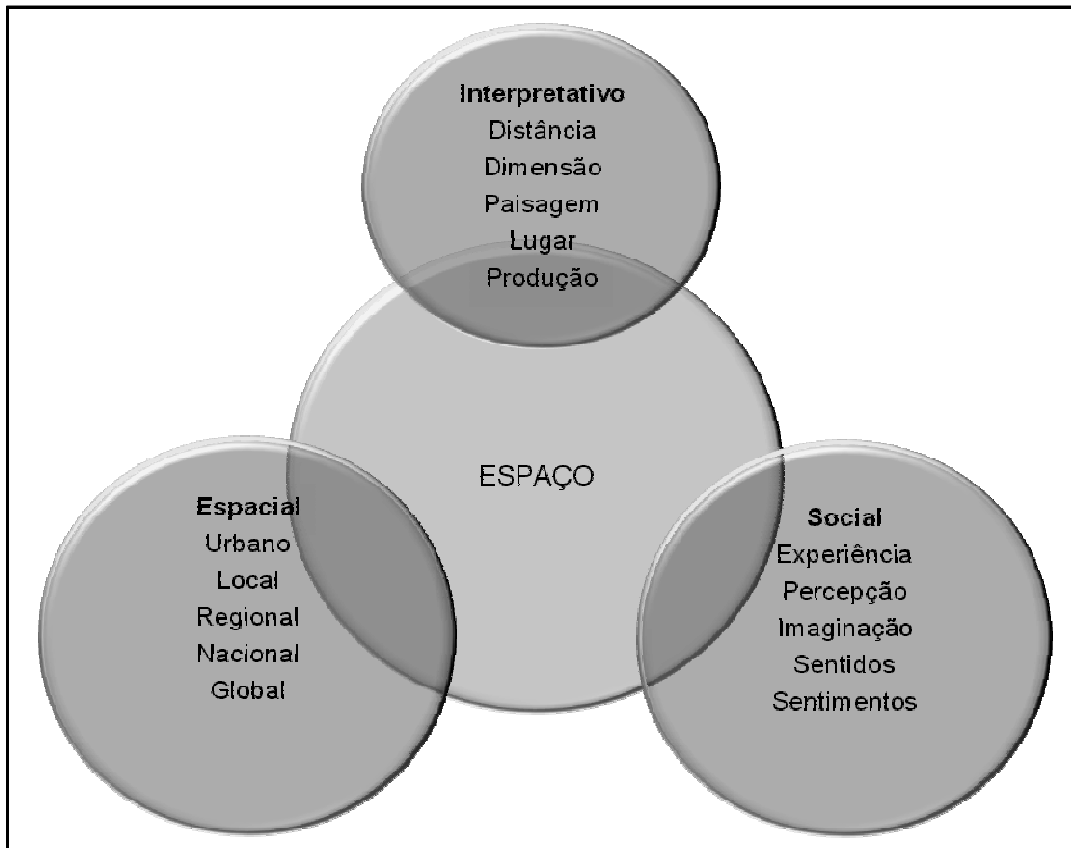 Interpretativo
Distância
Dimensão
Paisagem
Lugar
Produção
ESPAÇO
Espacial
Urbano
Local
Regional
Nacional
Global
Social
Experiência
Percepção
Imaginação
Sentidos
Sentimentos